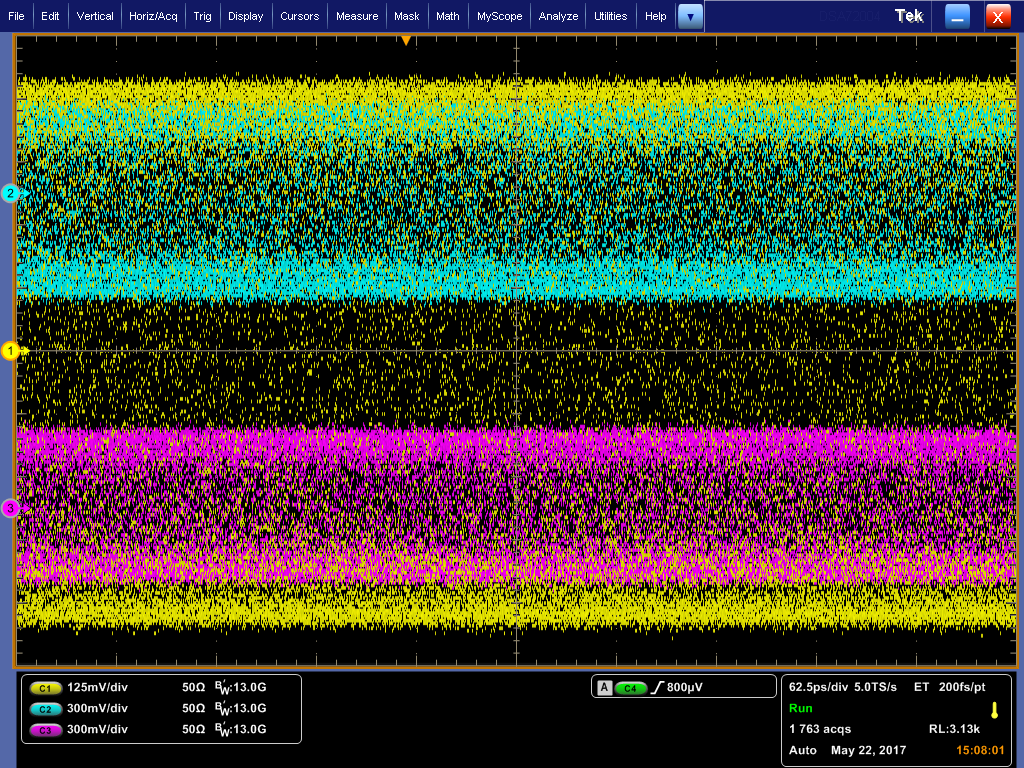 File Edit Vertical Horiz/Acq Trig Display Cursors Measure Mask Math MyScope Analyze Utilities Help Tek X
2
1
3
C1 125mV/div 50Ω BW:13.0G
C2 300mV/div 50Ω BW:13.0G
C3 300mV/div 50Ω BW:13.0G
A C4 800µV
62.5ps/div 5.0TS/s ET 200fs/pt
Run
1 763 acqs RL:3.13k
Auto May 22, 2017 15:08:01